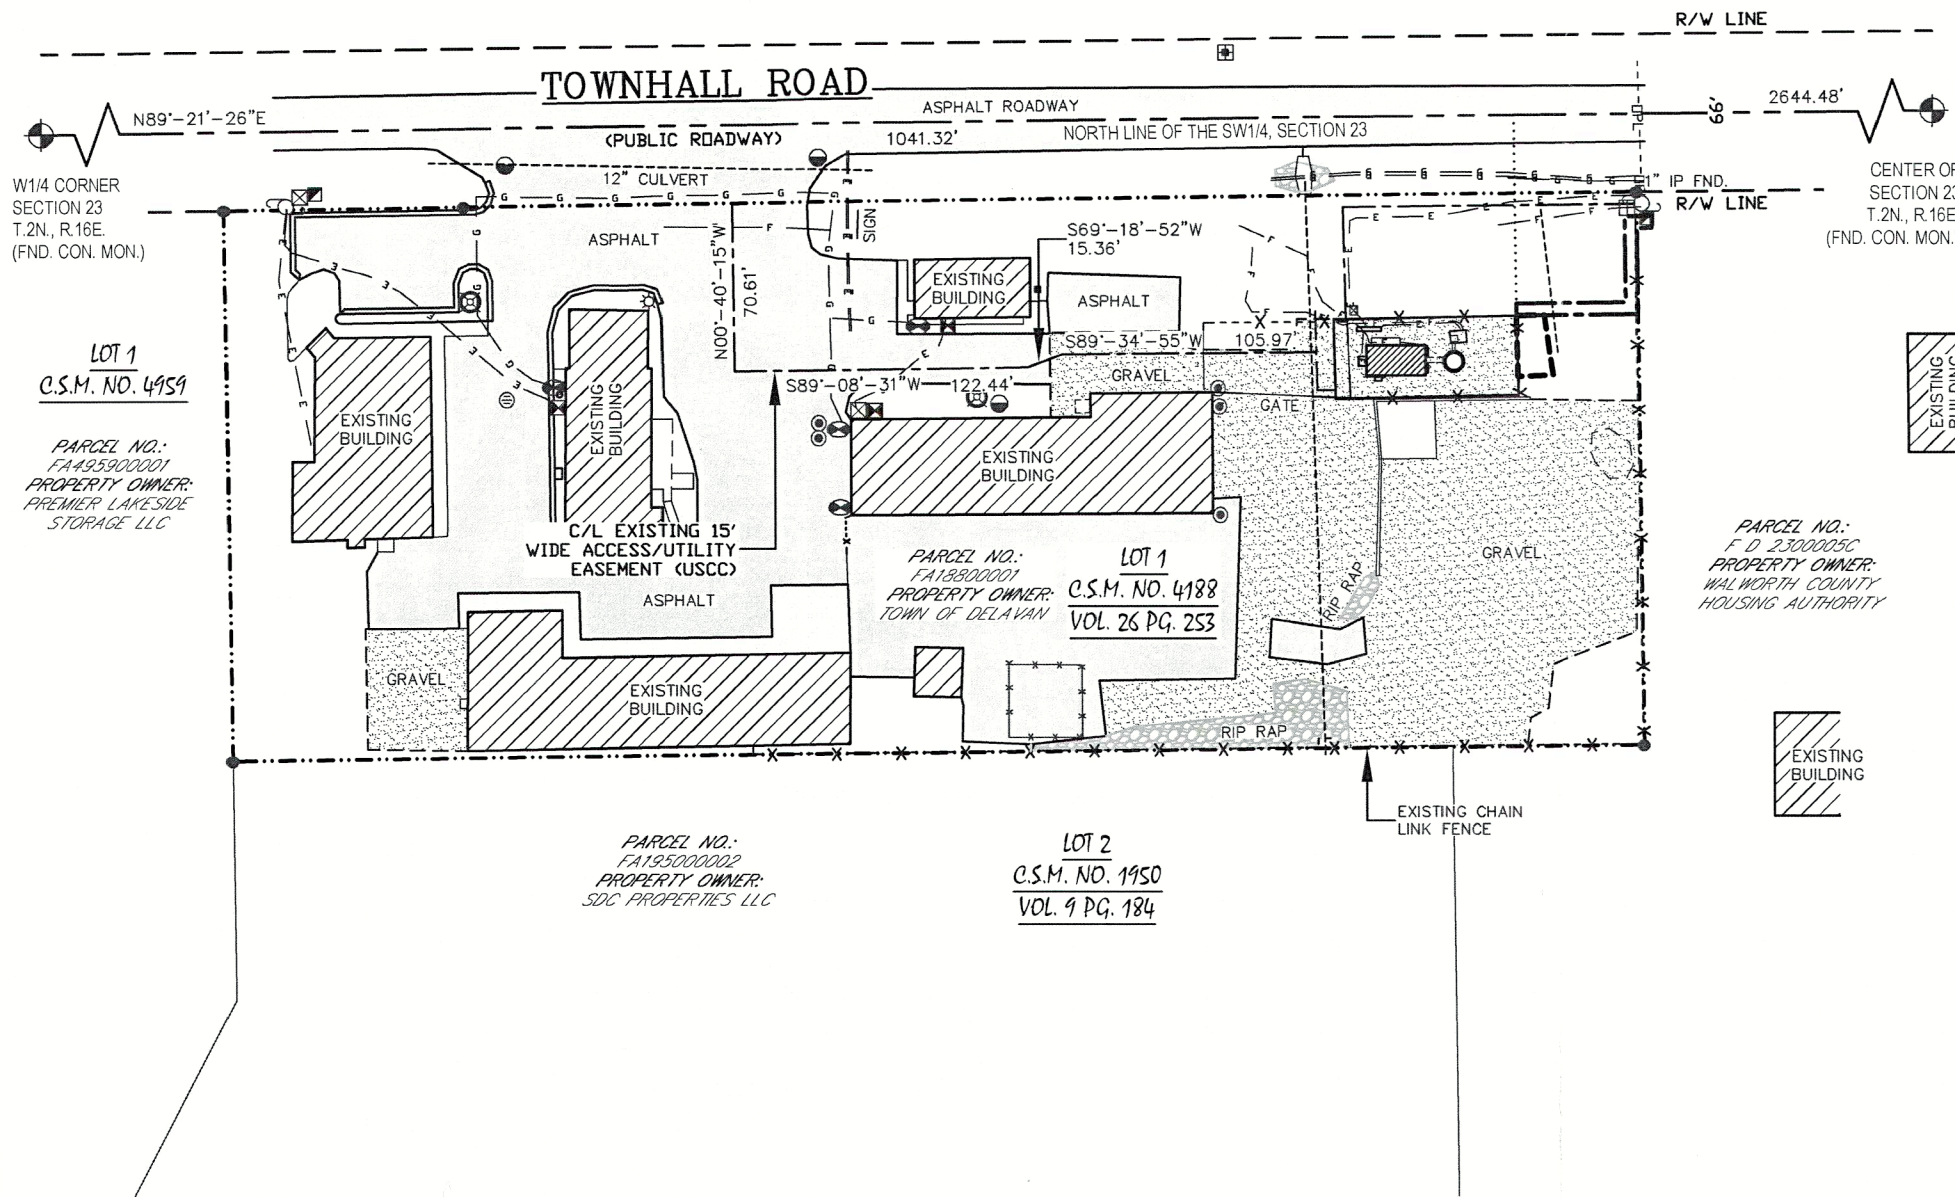 R/W LINE
TOWNHALL ROAD
ASPHALT ROADWAY
2644.48'
66'
N89°-21'-26"E
(PUBLIC ROADWAY)
1041.32'
NORTH LINE OF THE SW1/4, SECTION 23
W1/4 CORNER
SECTION 23
T.2N., R.16E.
(FND. CON. MON.)
12" CULVERT
1" IP FND.
R/W LINE
CENTER OF
SECTION 23
T.2N., R.16E
(FND. CON. MON.
ASPHALT
SIGN
N00°-40'-15"W
70.61'
S69°-18'-52"W
15.36'
EXISTING
BUILDING
ASPHALT
S89°-34'-55"W 105.97'
GRAVEL
S89°-08'-31"W 122.44'
GATE
LOT 1
C.S.M. NO. 4959
PARCEL NO.:
FA495900001
PROPERTY OWNER:
PREMIER LAKESIDE
STORAGE LLC
EXISTING
BUILDING
EXISTING
BUILDING
EXISTING
BUILDING
EXISTING
BUILDING
C/L EXISTING 15'
WIDE ACCESS/UTILITY
EASEMENT (USCC)
PARCEL NO.:
FA18800001
PROPERTY OWNER:
TOWN OF DELAVAN
LOT 1
C.S.M. NO. 4188
VOL. 26 PG. 253
RIP RAP
GRAVEL
PARCEL NO.:
F D 2300005C
PROPERTY OWNER:
WALWORTH COUNTY
HOUSING AUTHORITY
ASPHALT
GRAVEL
EXISTING
BUILDING
RIP RAP
EXISTING
BUILDING
EXISTING CHAIN
LINK FENCE
PARCEL NO.:
FA195000002
PROPERTY OWNER:
SDC PROPERTIES LLC
LOT 2
C.S.M. NO. 1950
VOL. 9 PG. 184